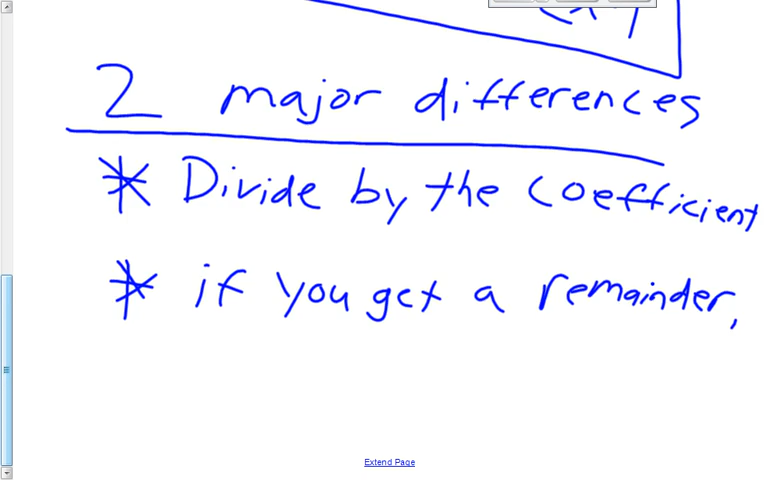 2 major differences
* Divide by the coefficient
* if you get a remainder,
Extend Page